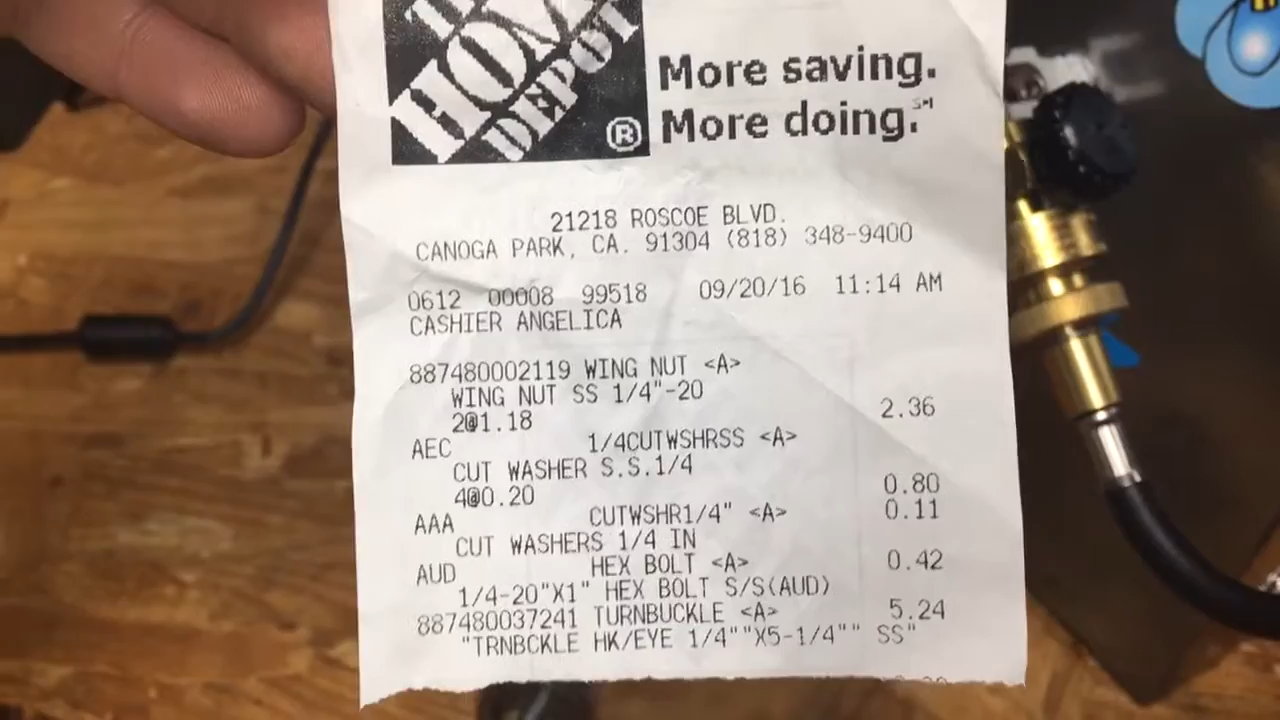 THE
HOME
DEPOT
®
More saving.
More doing.℠
21218 ROSCOE BLVD.
CANOGA PARK, CA. 91304 (818) 348-9400
0612 00008 99518 09/20/16 11:14 AM
CASHIER ANGELICA
887480002119 WING NUT <A>
WING NUT SS 1/4"-20
2@1.18 2.36
AEC 1/4CUTWSHRSS <A>
CUT WASHER S.S.1/4
4@0.20 0.80
AAA CUTWSHR1/4" <A> 0.11
CUT WASHERS 1/4 IN
AUD HEX BOLT <A> 0.42
1/4-20"X1" HEX BOLT S/S(AUD)
887480037241 TURNBUCKLE <A> 5.24
"TRNBCKLE HK/EYE 1/4""X5-1/4"" SS"